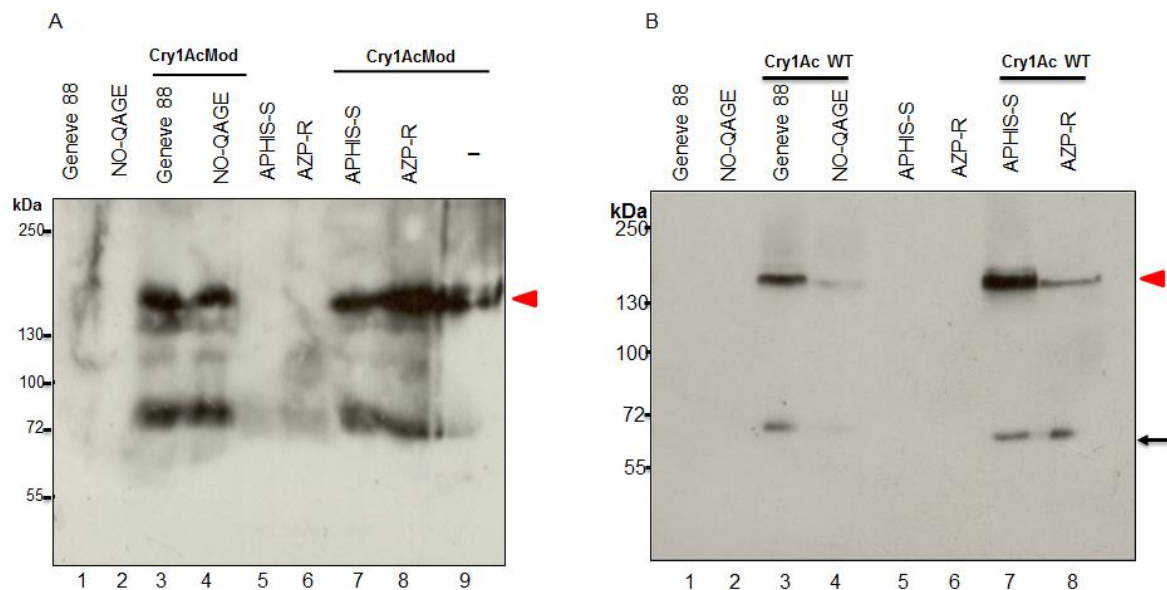 A
Cry1AcMod
Cry1AcMod
Geneve 88
NO-QAGE
Geneve 88
NO-QAGE
APHIS-S
AZP-R
APHIS-S
AZP-R
–
kDa
250
130
100
72
55
1 2 3 4 5 6 7 8 9
B
Cry1Ac WT
Cry1Ac WT
Geneve 88
NO-QAGE
Geneve 88
NO-QAGE
APHIS-S
AZP-R
APHIS-S
AZP-R
kDa
250
130
100
72
55
1 2 3 4 5 6 7 8